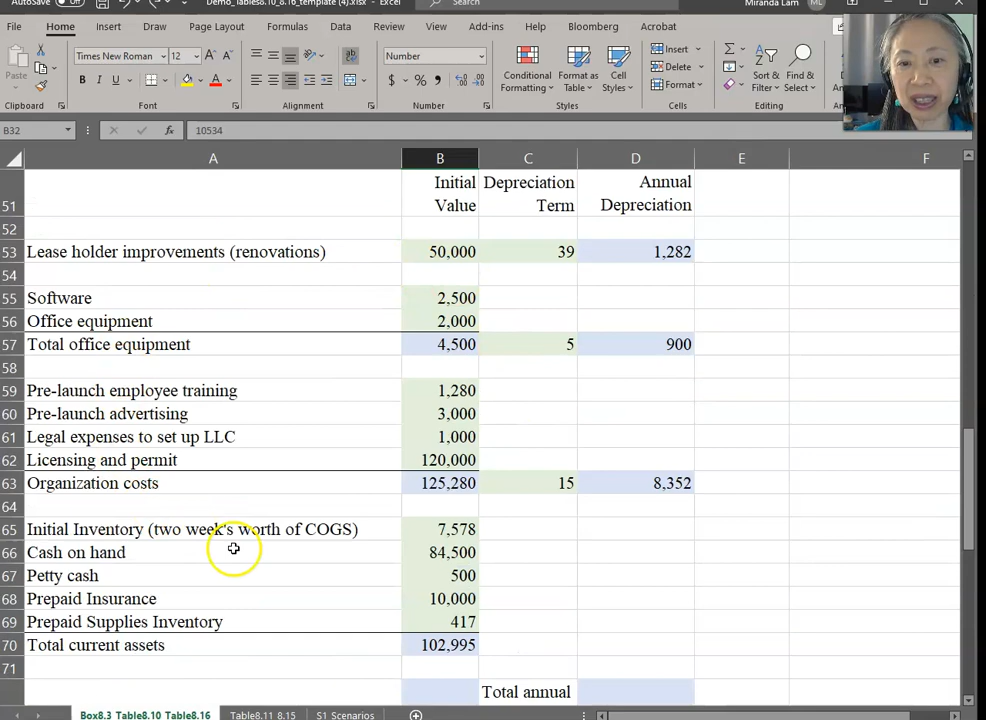 AutoSave Off Demo_Tables8.10_8.16_template (4).xlsx - Excel Search Miranda Lam ML
File Home Insert Draw Page Layout Formulas Data Review View Help Bloomberg Acrobat
Paste Times New Roman 12 Number Conditional Formatting Format as Table Cell Styles Insert Delete Format Sort & Filter Find & Select
Clipboard Font Alignment Number Styles Cells Editing
B32 fx 10534
A B C D E F
51 Initial Value Depreciation Term Annual Depreciation
52
53 Lease holder improvements (renovations) 50,000 39 1,282
54
55 Software 2,500
56 Office equipment 2,000
57 Total office equipment 4,500 5 900
58
59 Pre-launch employee training 1,280
60 Pre-launch advertising 3,000
61 Legal expenses to set up LLC 1,000
62 Licensing and permit 120,000
63 Organization costs 125,280 15 8,352
64
65 Initial Inventory (two week's worth of COGS) 7,578
66 Cash on hand 84,500
67 Petty cash 500
68 Prepaid Insurance 10,000
69 Prepaid Supplies Inventory 417
70 Total current assets 102,995
71
Total annual
Box8.3 Table8.10 Table8.16 Table8.11_8.15 S1 Scenarios